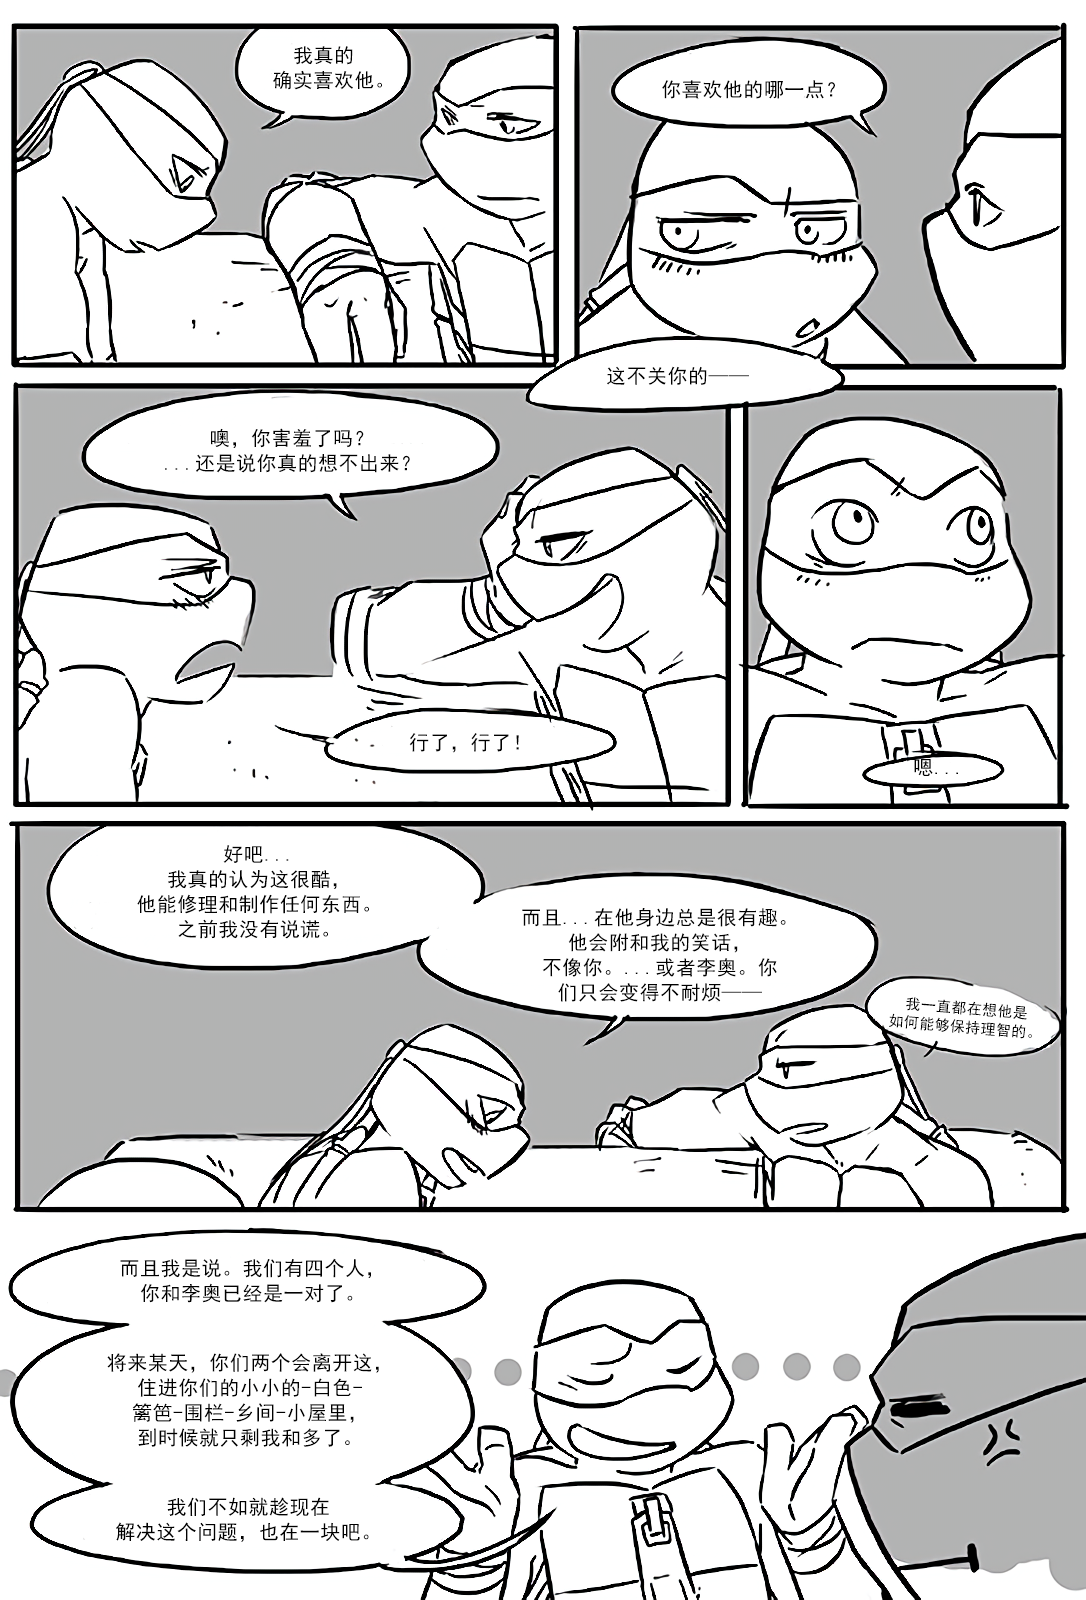 我真的
确实喜欢他。
你喜欢他的哪一点？
这不关你的——
噢，你害羞了吗？
...还是说你真的想不出来？
行了，行了！
嗯...
好吧...
我真的认为这很酷，
他能修理和制作任何东西。
之前我没有说谎。
而且...在他身边总是很有趣。
他会附和我的笑话，
不像你。...或者李奥。你
们只会变得不耐烦——
我一直都在想他是
如何能够保持理智的。
而且我是说。我们有四个人，
你和李奥已经是一对了。
将来某天，你们两个会离开这，
住进你们的小小的-白色-
篱笆-围栏-乡间-小屋里，
到时候就只剩我和多了。
我们不如就趁现在
解决这个问题，也在一块吧。